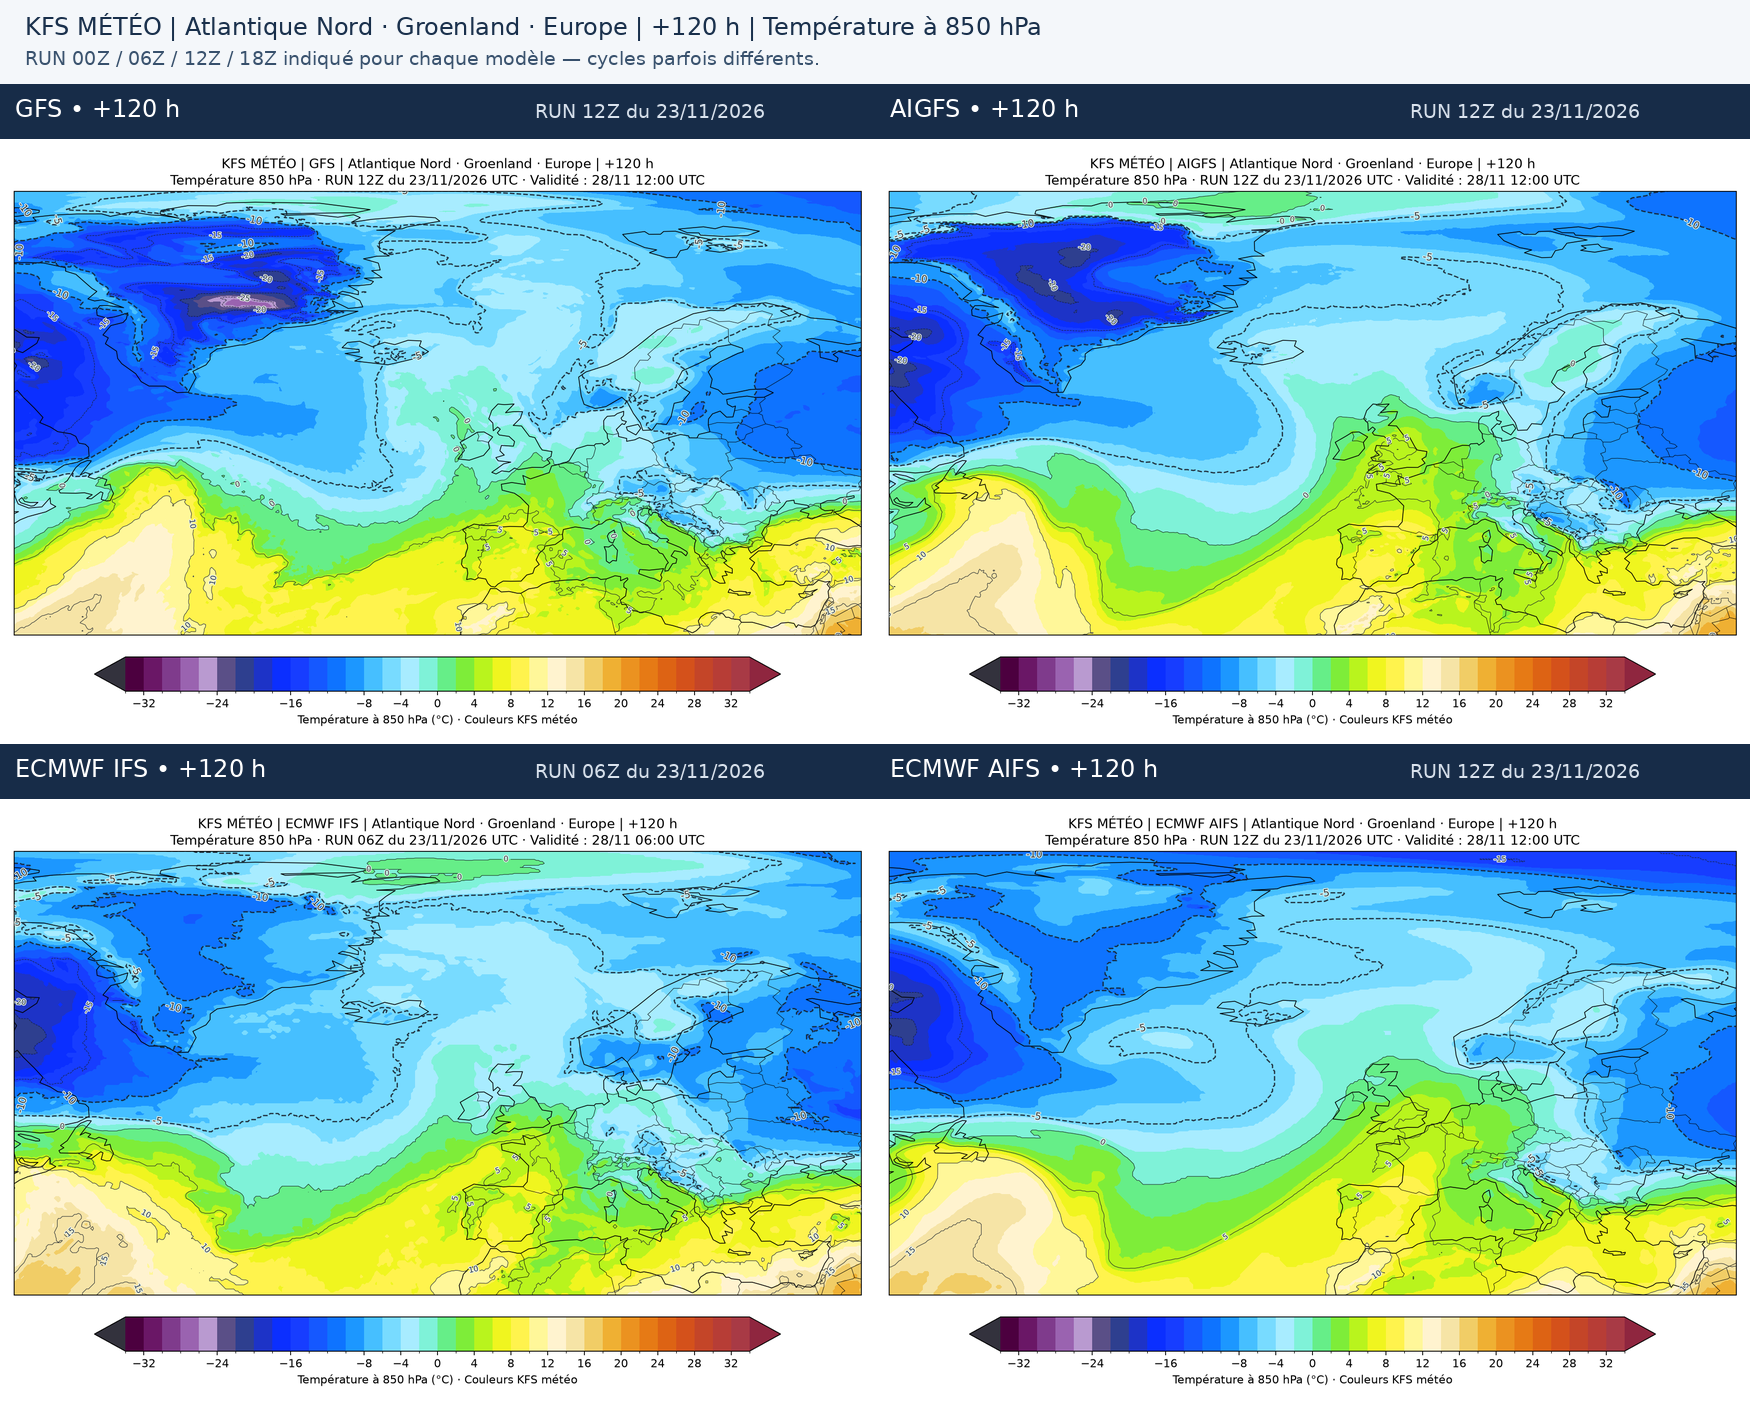 KFS MÉTÉO | Atlantique Nord · Groenland · Europe | +120 h | Température à 850 hPa
RUN 00Z / 06Z / 12Z / 18Z indiqué pour chaque modèle — cycles parfois différents.
GFS • +120 h
RUN 12Z du 23/11/2026
KFS MÉTÉO | GFS | Atlantique Nord · Groenland · Europe | +120 h
Température 850 hPa · RUN 12Z du 23/11/2026 UTC · Validité : 28/11 12:00 UTC
−32 −24 −16 −8 −4 0 4 8 12 16 20 24 28 32
Température à 850 hPa (°C) · Couleurs KFS météo
AIGFS • +120 h
RUN 12Z du 23/11/2026
KFS MÉTÉO | AIGFS | Atlantique Nord · Groenland · Europe | +120 h
Température 850 hPa · RUN 12Z du 23/11/2026 UTC · Validité : 28/11 12:00 UTC
−32 −24 −16 −8 −4 0 4 8 12 16 20 24 28 32
Température à 850 hPa (°C) · Couleurs KFS météo
ECMWF IFS • +120 h
RUN 06Z du 23/11/2026
KFS MÉTÉO | ECMWF IFS | Atlantique Nord · Groenland · Europe | +120 h
Température 850 hPa · RUN 06Z du 23/11/2026 UTC · Validité : 28/11 06:00 UTC
−32 −24 −16 −8 −4 0 4 8 12 16 20 24 28 32
Température à 850 hPa (°C) · Couleurs KFS météo
ECMWF AIFS • +120 h
RUN 12Z du 23/11/2026
KFS MÉTÉO | ECMWF AIFS | Atlantique Nord · Groenland · Europe | +120 h
Température 850 hPa · RUN 12Z du 23/11/2026 UTC · Validité : 28/11 12:00 UTC
−32 −24 −16 −8 −4 0 4 8 12 16 20 24 28 32
Température à 850 hPa (°C) · Couleurs KFS météo